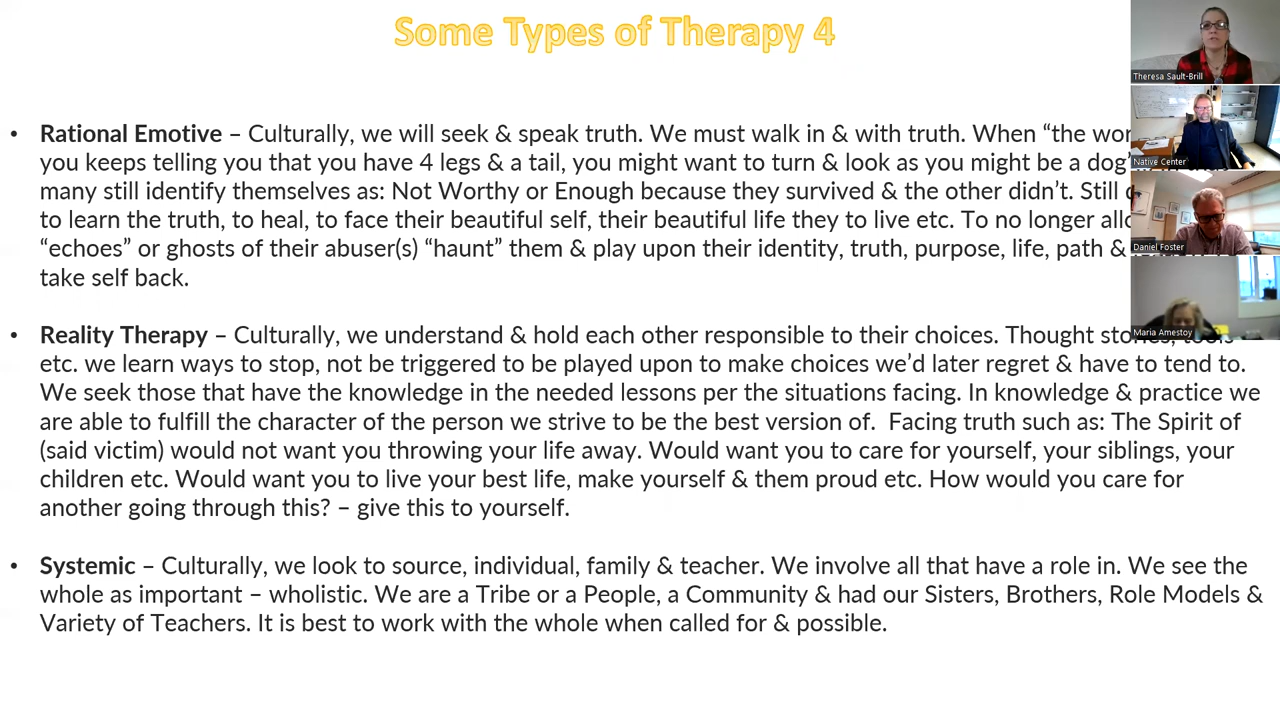 Some Types of Therapy 4
Theresa Sault-Brill
• Rational Emotive – Culturally, we will seek & speak truth. We must walk in & with truth. When “the
Native Center
you keeps telling you that you have 4 legs & a tail, you might want to turn & look as you might be a dog
many still identify themselves as: Not Worthy or Enough because they survived & the other didn’t. Still
to learn the truth, to heal, to face their beautiful self, their beautiful life they to live etc. To no longer
Daniel Foster
“echoes” or ghosts of their abuser(s) “haunt” them & play upon their identity, truth, purpose, life, path &
take self back.
Maria Amestoy
• Reality Therapy – Culturally, we understand & hold each other responsible to their choices. Thought
etc. we learn ways to stop, not be triggered to be played upon to make choices we’d later regret & have to tend to.
We seek those that have the knowledge in the needed lessons per the situations facing. In knowledge & practice we
are able to fulfill the character of the person we strive to be the best version of.  Facing truth such as: The Spirit of
(said victim) would not want you throwing your life away. Would want you to care for yourself, your siblings, your
children etc. Would want you to live your best life, make yourself & them proud etc. How would you care for
another going through this? – give this to yourself.
• Systemic – Culturally, we look to source, individual, family & teacher. We involve all that have a role in. We see the
whole as important – wholistic. We are a Tribe or a People, a Community & had our Sisters, Brothers, Role Models &
Variety of Teachers. It is best to work with the whole when called for & possible.